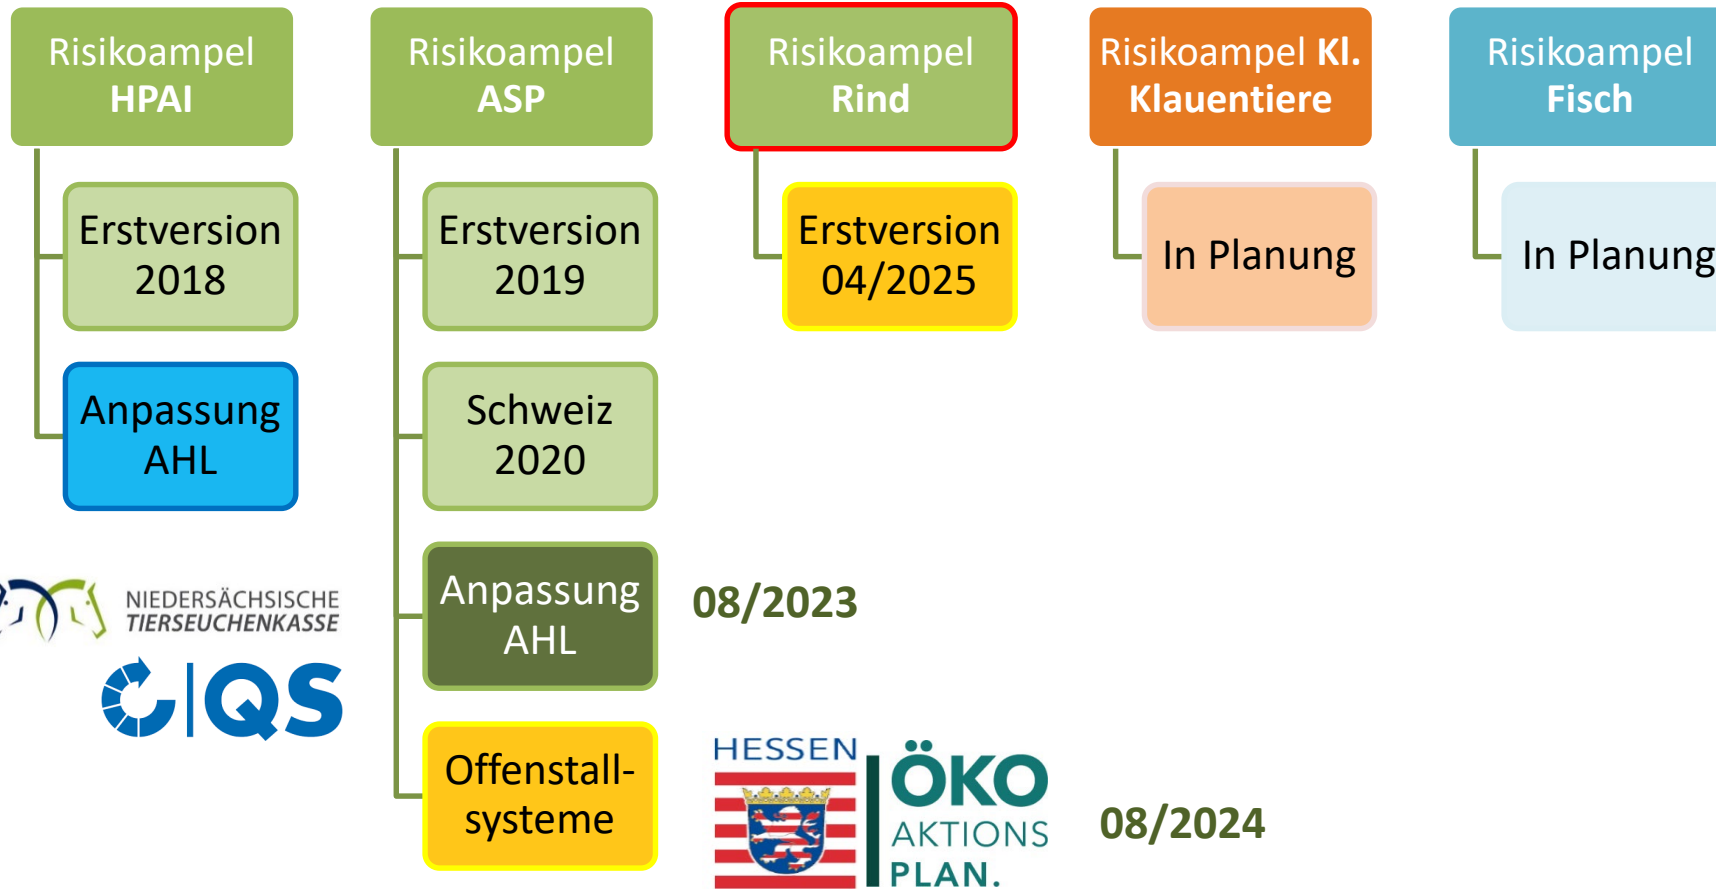 Risikoampel
HPAI
Erstversion
2018
Anpassung
AHL
Risikoampel
ASP
Erstversion
2019
Schweiz
2020
Anpassung
AHL
08/2023
Offenstall-
systeme
Risikoampel
Rind
Erstversion
04/2025
Risikoampel Kl.
Klauentiere
In Planung
Risikoampel
Fisch
In Planung
NIEDERSÄCHSISCHE
TIERSEUCHENKASSE
QS
HESSEN
ÖKO
AKTIONS
PLAN.
08/2024